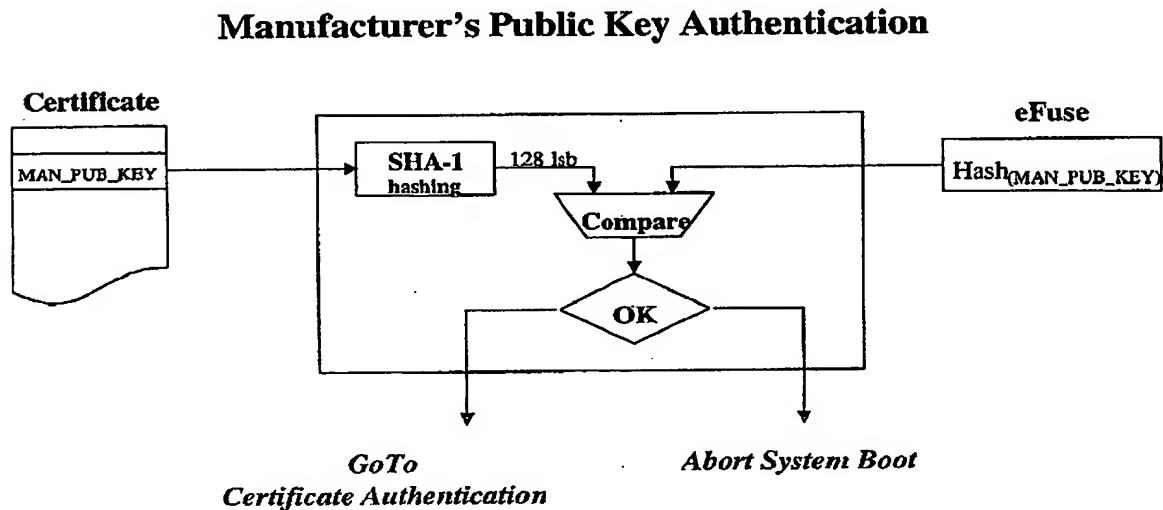 Manufacturer's Public Key Authentication
Certificate
MAN_PUB_KEY
SHA-1
hashing
128 lsb
Compare
OK
eFuse
Hash(MAN_PUB_KEY)
GoTo
Certificate Authentication
Abort System Boot